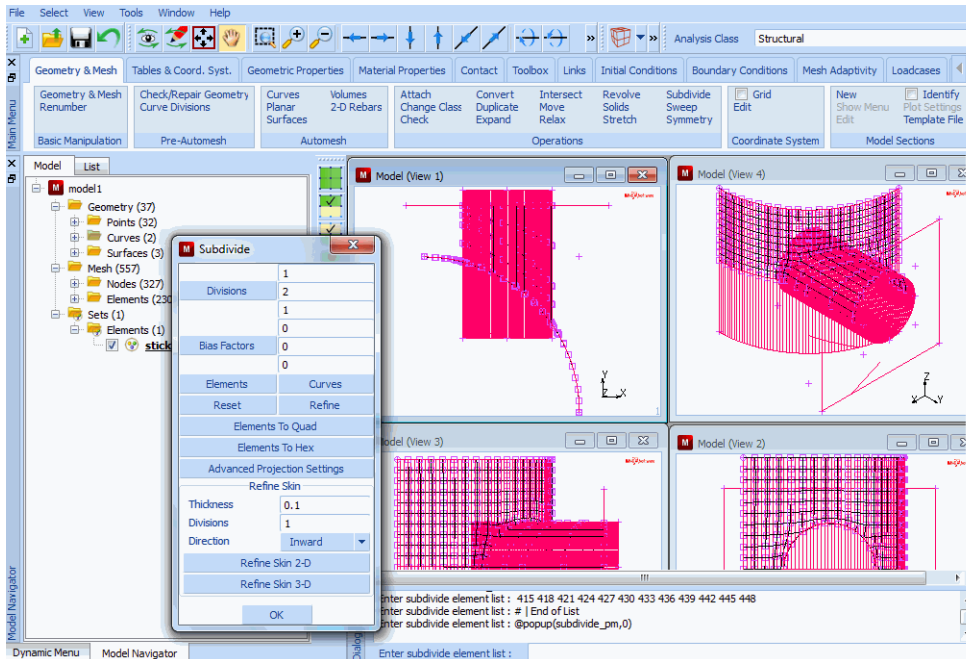 File Select View Tools Window Help
Analysis Class Structural
Geometry & Mesh Tables & Coord. Syst. Geometric Properties Material Properties Contact Toolbox Links Initial Conditions Boundary Conditions Mesh Adaptivity Loadcases
Geometry & Mesh Check/Repair Geometry Curves Volumes Attach Convert Intersect Revolve Subdivide Grid New Identify
Renumber Curve Divisions Planar 2-D Rebars Change Class Duplicate Move Solids Sweep Edit Show Menu Plot Settings
Surfaces Check Expand Relax Stretch Symmetry Edit Template File
Basic Manipulation Pre-Automesh Automesh Operations Coordinate System Model Sections
Main Menu
Model List
M model1
Geometry (37)
Points (32)
Curves (2)
Surfaces (3)
Mesh (557)
Nodes (327)
Elements (230
Sets (1)
Elements (1)
stick
Model Navigator
M Subdivide
1
Divisions 2
1
0
Bias Factors 0
0
Elements Curves
Reset Refine
Elements To Quad
Elements To Hex
Advanced Projection Settings
Refine Skin
Thickness 0.1
Divisions 1
Direction Inward
Refine Skin 2-D
Refine Skin 3-D
OK
M Model (View 1)
Y
Z X
1
M Model (View 4)
Z
X Y
Model (View 3)
M Model (View 2)
Enter subdivide element list : 415 418 421 424 427 430 433 436 439 442 445 448
Enter subdivide element list : # | End of List
Enter subdivide element list : @popup(subdivide_pm,0)
Dialog
Enter subdivide element list :
Dynamic Menu Model Navigator